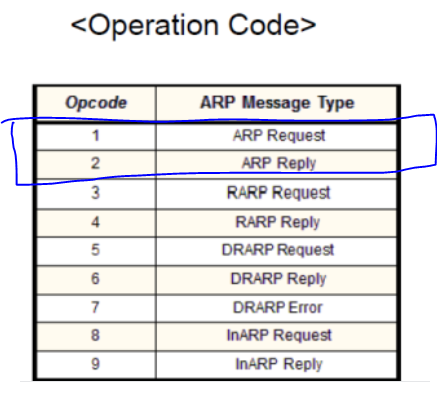 <Operation Code>
Opcode ARP Message Type
1 ARP Request
2 ARP Reply
3 RARP Request
4 RARP Reply
5 DRARP Request
6 DRARP Reply
7 DRARP Error
8 InARP Request
9 InARP Reply